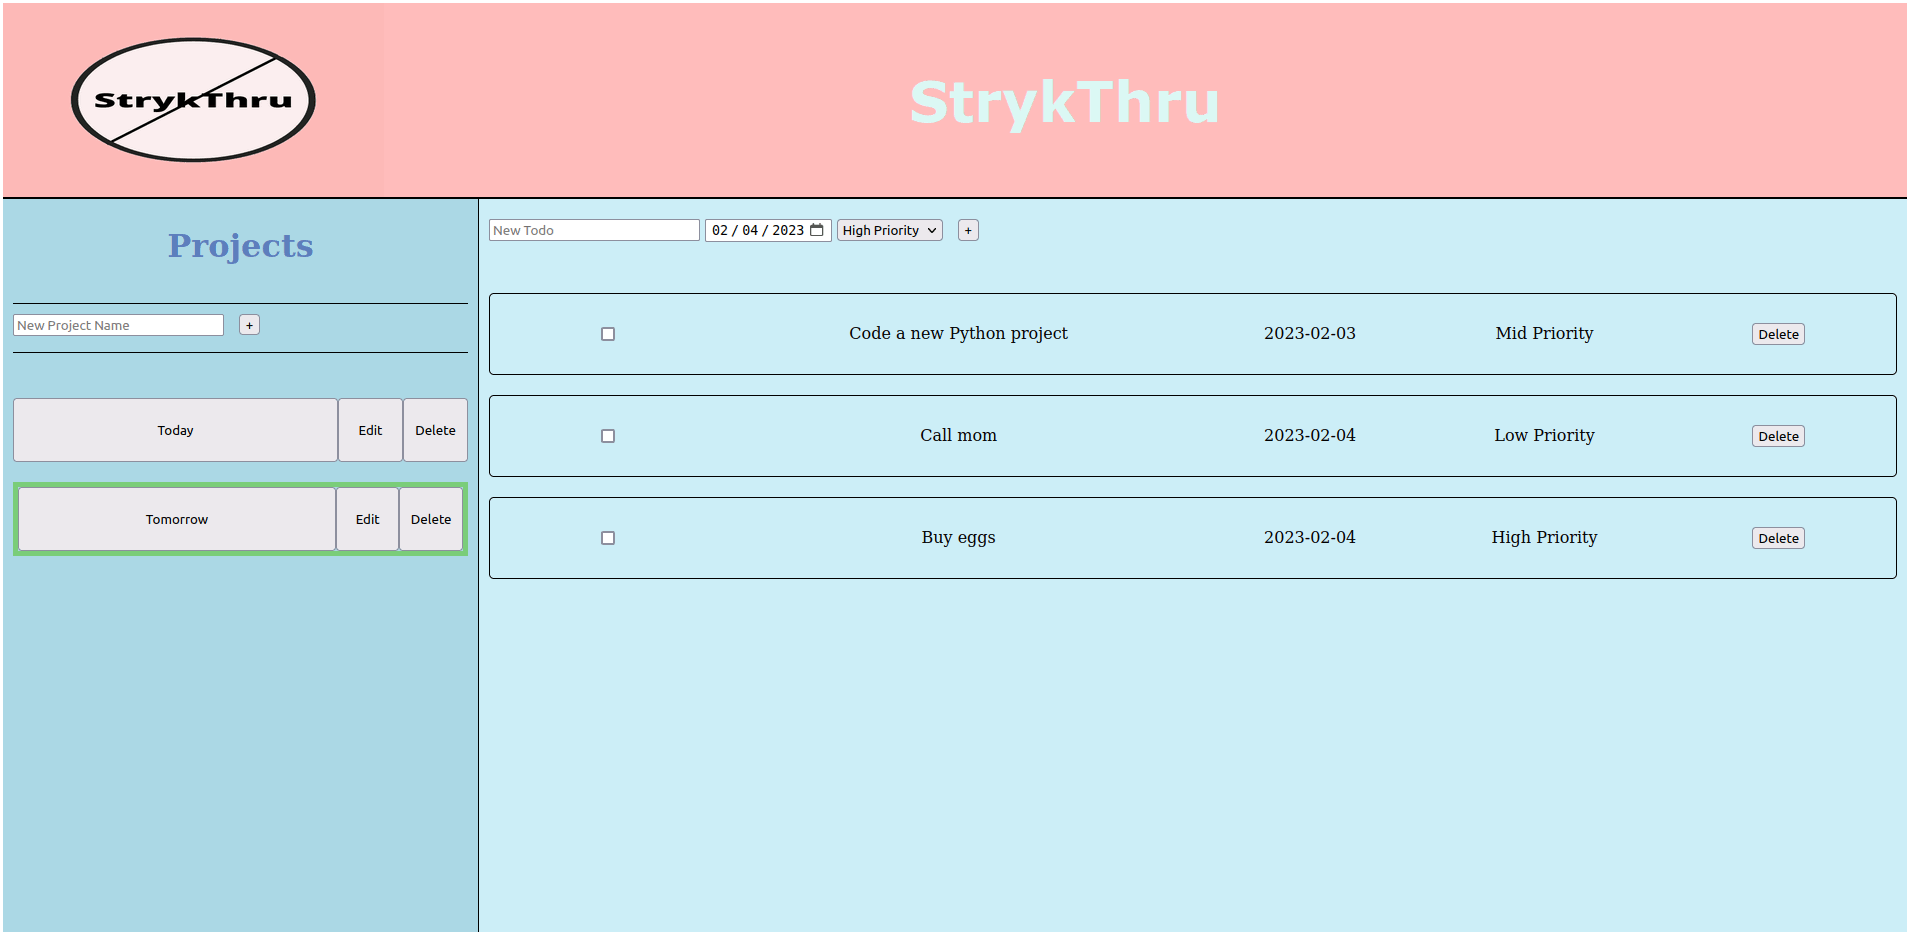 StrykThru
StrykThru
Projects
New Project Name +
Today Edit Delete
Tomorrow Edit Delete
New Todo 02/04/2023 High Priority +
Code a new Python project 2023-02-03 Mid Priority Delete
Call mom 2023-02-04 Low Priority Delete
Buy eggs 2023-02-04 High Priority Delete